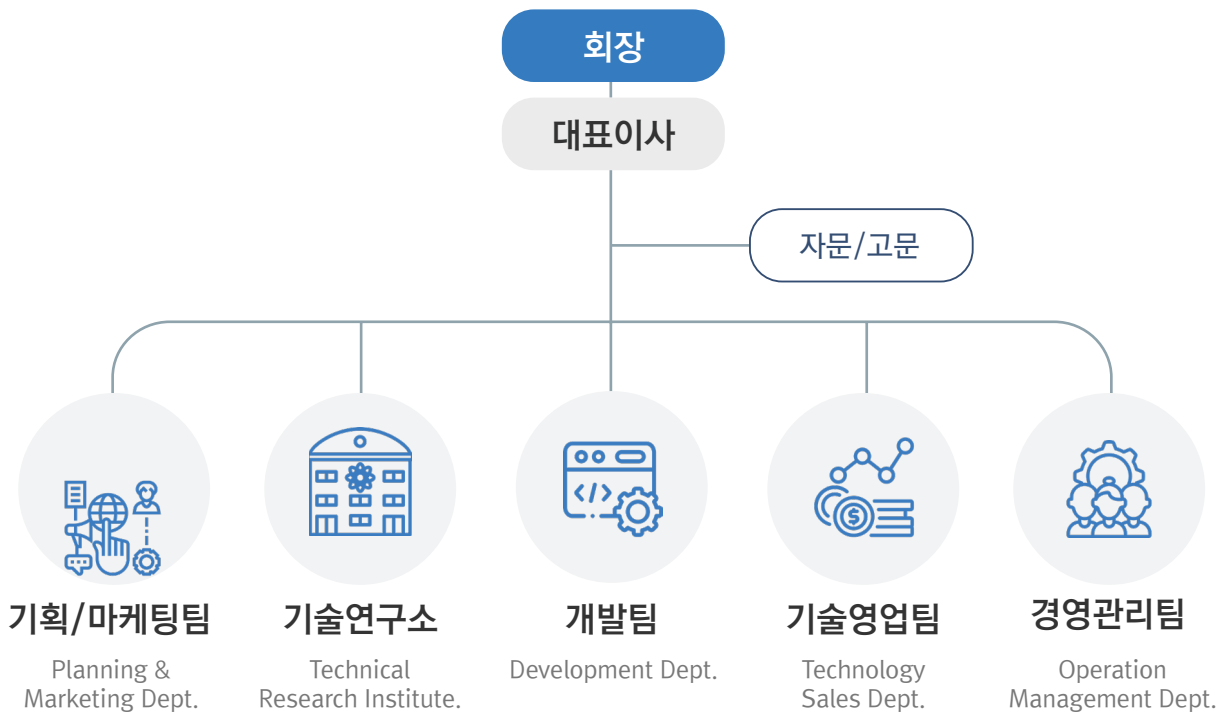 회장
대표이사
자문/고문
기획/마케팅팀
Planning &
Marketing Dept.
기술연구소
Technical
Research Institute.
개발팀
Development Dept.
기술영업팀
Technology
Sales Dept.
경영관리팀
Operation
Management Dept.